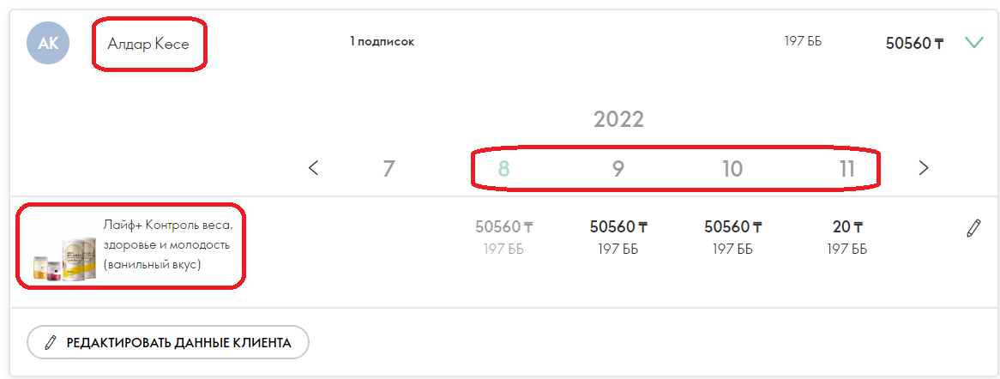 АК Алдар Көсе 1 подписок 197 ББ 50560 ₸
2022
7 8 9 10 11
Лайф+ Контроль веса,
здоровье и молодость
(ванильный вкус)
50560 ₸ 50560 ₸ 50560 ₸ 20 ₸
197 ББ 197 ББ 197 ББ 197 ББ
РЕДАКТИРОВАТЬ ДАННЫЕ КЛИЕНТА